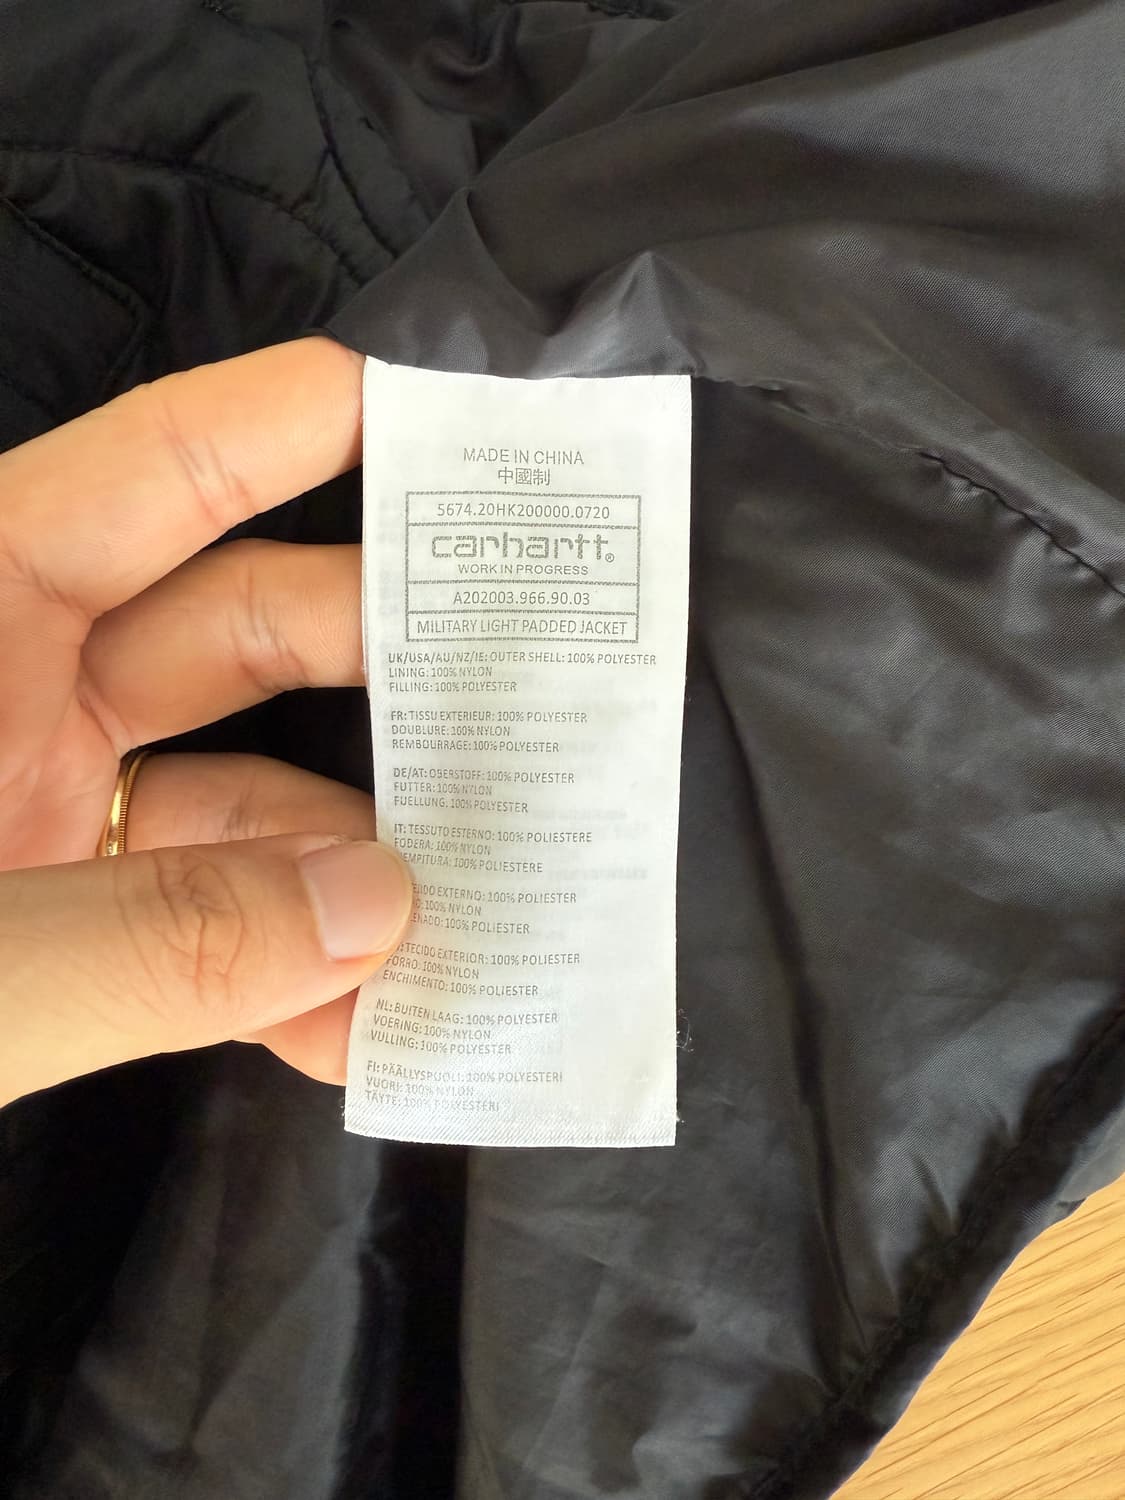 MADE IN CHINA
中國制
5674.20HK200000.0720
carhartt®
WORK IN PROGRESS
A202003.966.90.03
MILITARY LIGHT PADDED JACKET
UK/USA/AU/NZ/IE: OUTER SHELL: 100% POLYESTER
LINING: 100% NYLON
FILLING: 100% POLYESTER
FR: TISSU EXTERIEUR: 100% POLYESTER
DOUBLURE: 100% NYLON
REMBOURRAGE: 100% POLYESTER
DE/AT: OBERSTOFF: 100% POLYESTER
FUTTER: 100% NYLON
FUELLUNG: 100% POLYESTER
IT: TESSUTO ESTERNO: 100% POLIESTERE
FODERA: 100% NYLON
100% POLIESTERE
EXTERNO: 100% POLIESTER
100% NYLON
100% POLIESTER
TECIDO EXTERIOR: 100% POLIESTER
FORRO: 100% NYLON
ENCHIMENTO: 100% POLIESTER
NL: BUITEN LAAG: 100% POLYESTER
VOERING: 100% NYLON
VULLING: 100% POLYESTER
FI: PÄÄLLYSPUOLI: 100% POLYESTERI
VUORI: 100% NYLON
TÄYTE: 100% POLYESTERI